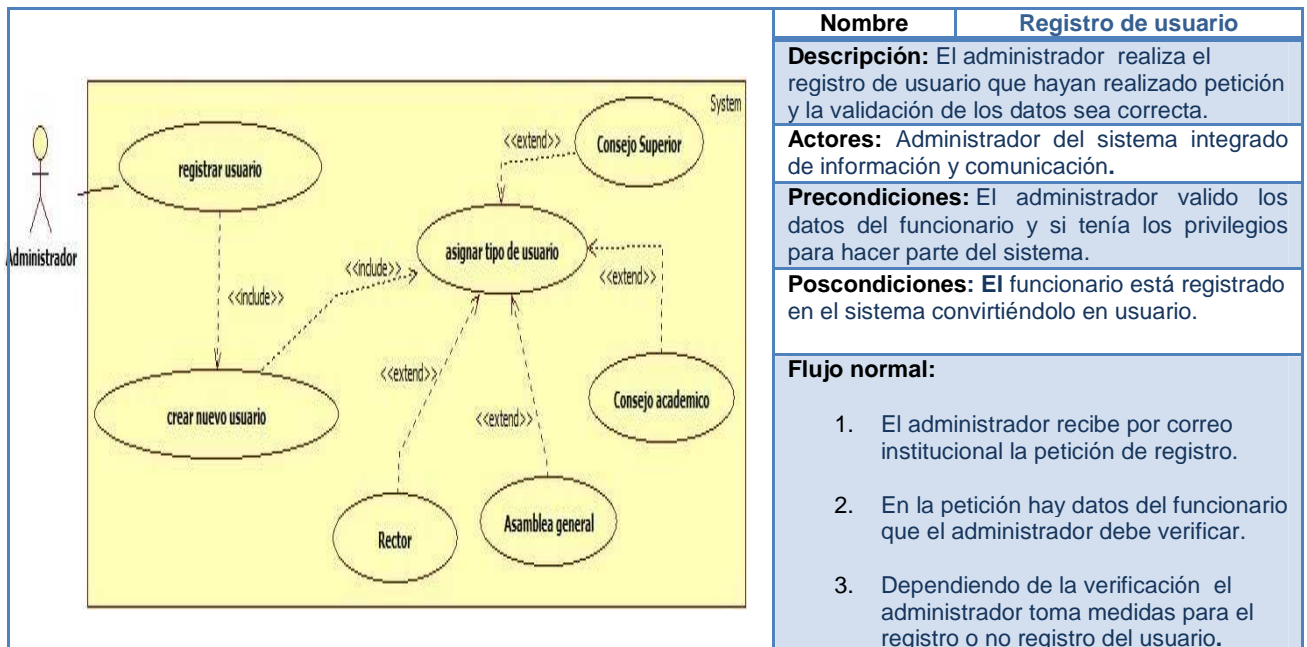 System
Administrador
registrar usuario
<<include>>
crear nuevo usuario
<<include>>
asignar tipo de usuario
<<extend>>
Consejo Superior
<<extend>>
Consejo academico
<<extend>>
Rector
<<extend>>
Asamblea general
Nombre Registro de usuario
Descripción: El administrador realiza el
registro de usuario que hayan realizado petición
y la validación de los datos sea correcta.
Actores: Administrador del sistema integrado
de información y comunicación.
Precondiciones: El administrador valido los
datos del funcionario y si tenía los privilegios
para hacer parte del sistema.
Poscondiciones: El funcionario está registrado
en el sistema convirtiéndolo en usuario.
Flujo normal:
1. El administrador recibe por correo
institucional la petición de registro.
2. En la petición hay datos del funcionario
que el administrador debe verificar.
3. Dependiendo de la verificación el
administrador toma medidas para el
registro o no registro del usuario.